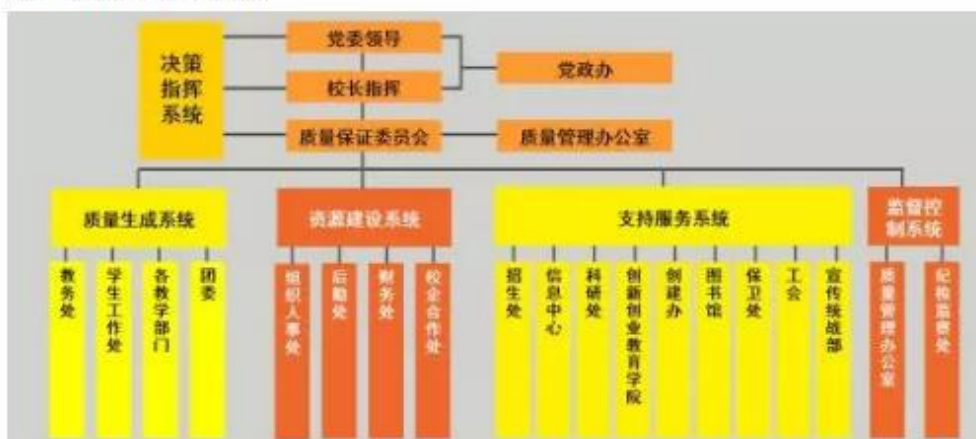 决策
指挥
系统
党委领导
校长指挥
质量保证委员会
党政办
质量管理办公室
质量生成系统
资源建设系统
支持服务系统
监督控
制系统
教务处
学生工作处
各教学部门
团委
组织人事处
后勤处
财务处
校企合作处
招生处
信息中心
科研处
创新创业教育学院
创建办
图书馆
保卫处
工会
宣传统战部
质量管理办公室
纪检监察处